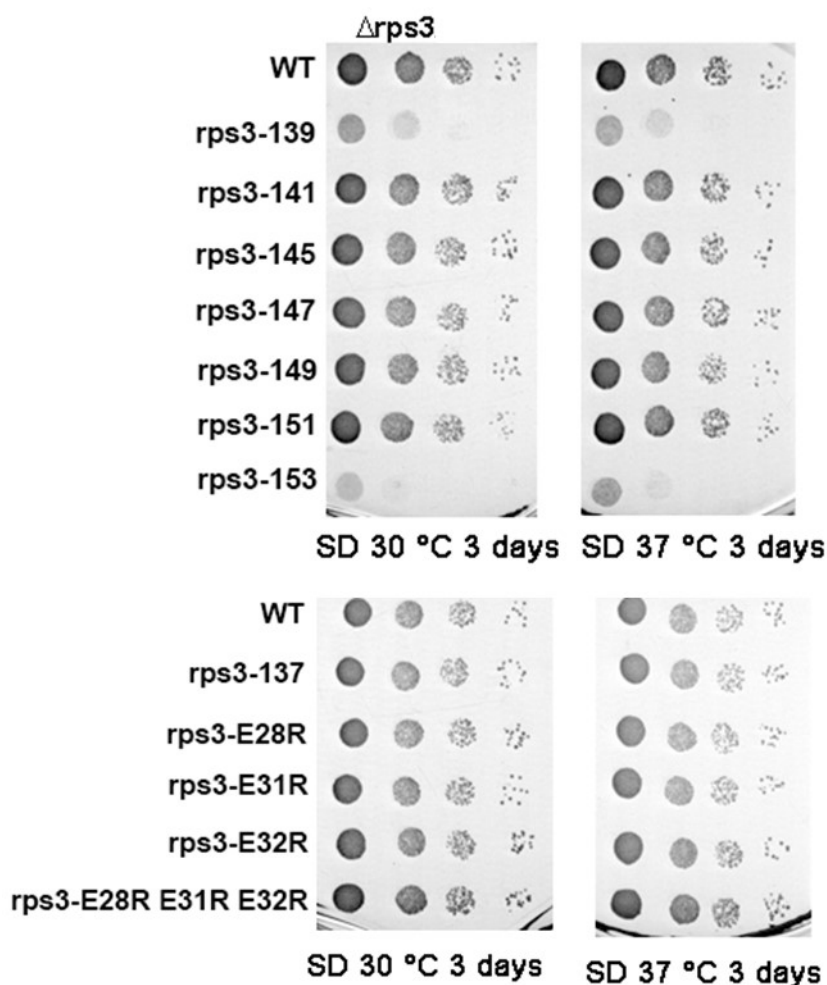 Δrps3
WT
rps3-139
rps3-141
rps3-145
rps3-147
rps3-149
rps3-151
rps3-153
SD 30 °C 3 days
SD 37 °C 3 days
WT
rps3-137
rps3-E28R
rps3-E31R
rps3-E32R
rps3-E28R E31R E32R
SD 30 °C 3 days
SD 37 °C 3 days